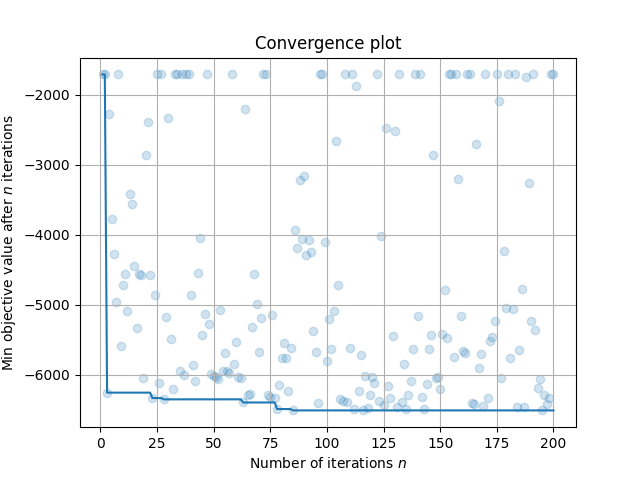 Convergence plot
Min objective value after n iterations
−2000
−3000
−4000
−5000
−6000
0 25 50 75 100 125 150 175 200
Number of iterations n